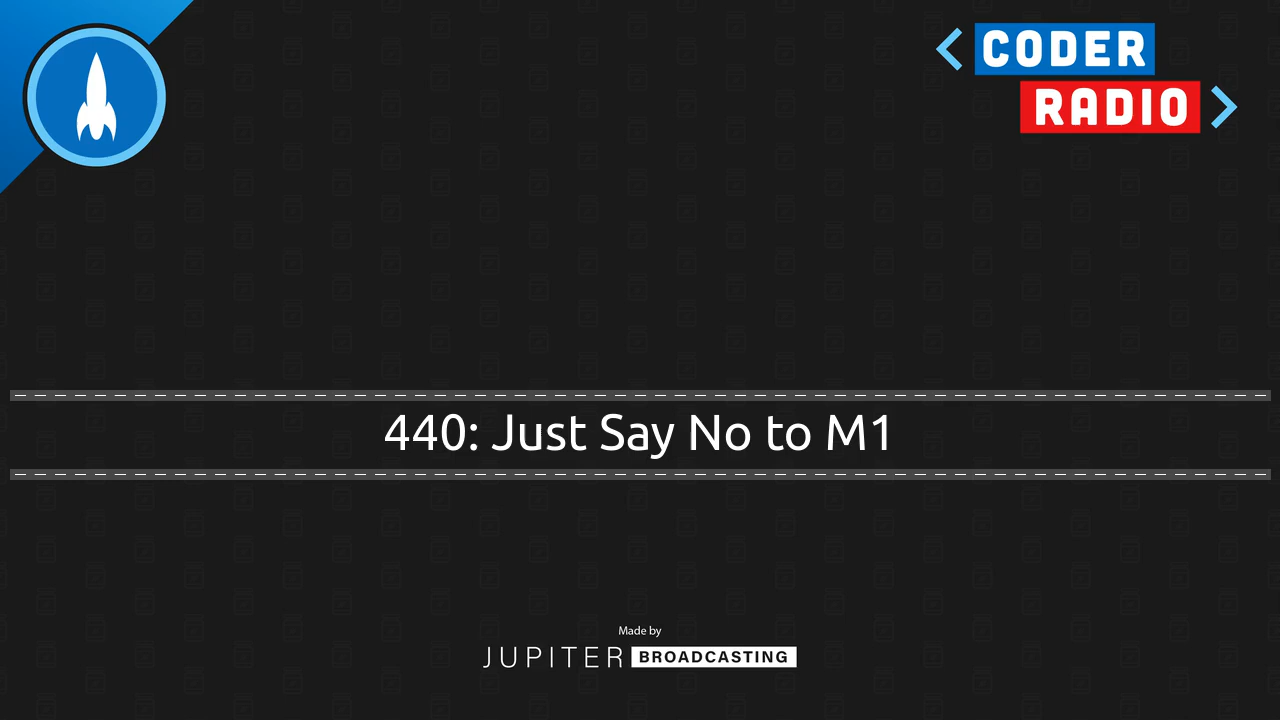 CODER
RADIO
440: Just Say No to M1
Made by
JUPITER BROADCASTING